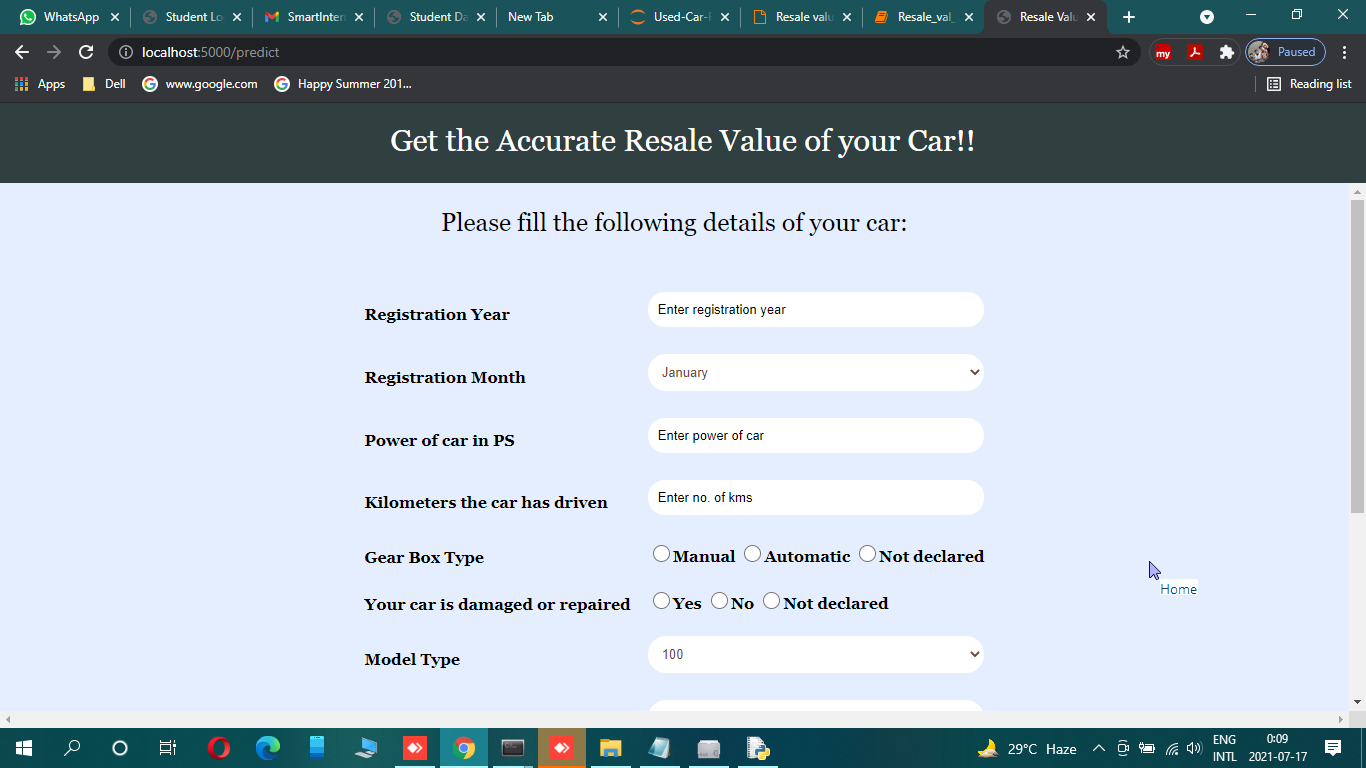 WhatsApp
Student Lo
SmartInter
Student Da
New Tab
Used-Car-
Resale valu
Resale_val_
Resale Valu
localhost:5000/predict
my
Paused
Apps
Dell
www.google.com
Happy Summer 201...
Reading list
Get the Accurate Resale Value of your Car!!
Please fill the following details of your car:
Registration Year
Enter registration year
Registration Month
January
Power of car in PS
Enter power of car
Kilometers the car has driven
Enter no. of kms
Gear Box Type
Manual Automatic Not declared
Your car is damaged or repaired
Yes No Not declared
Home
Model Type
100
29°C Haze
ENG
INTL
0:09
2021-07-17